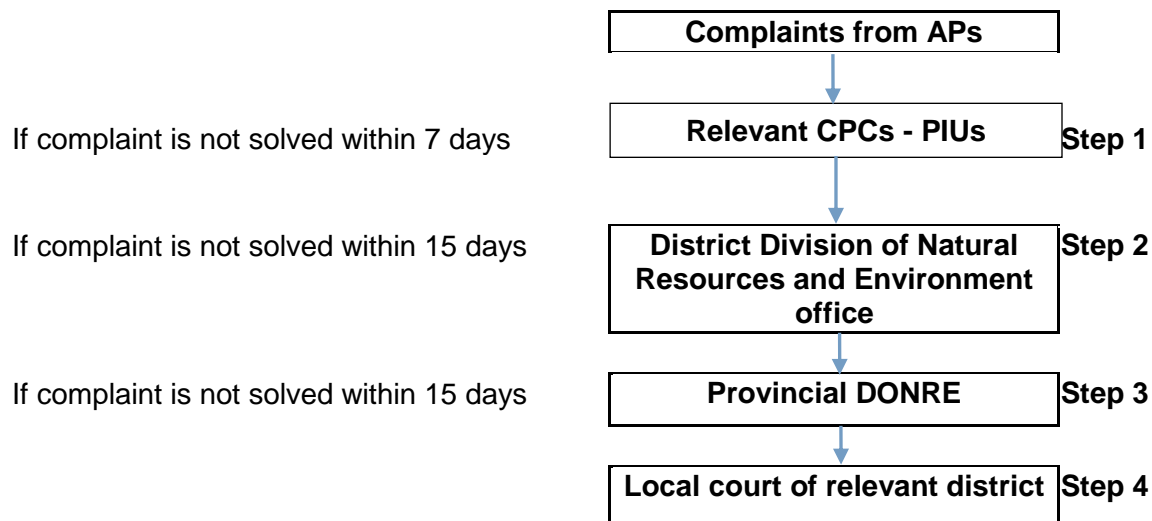 Complaints from APs
If complaint is not solved within 7 days
Relevant CPCs - PIUs
Step 1
If complaint is not solved within 15 days
District Division of Natural
Resources and Environment
office
Step 2
If complaint is not solved within 15 days
Provincial DONRE
Step 3
Local court of relevant district
Step 4